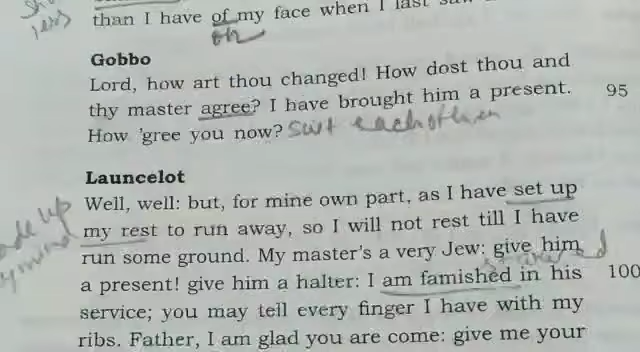 than I have of my face when I last
on
Gobbo
Lord, how art thou changed! How dost thou and
thy master agree? I have brought him a present. 95
How 'gree you now? suit each other
Launcelot
Well, well: but, for mine own part, as I have set up
my rest to run away, so I will not rest till I have
run some ground. My master's a very Jew: give him
a present! give him a halter: I am famished in his 100
service; you may tell every finger I have with my
ribs. Father, I am glad you are come: give me your